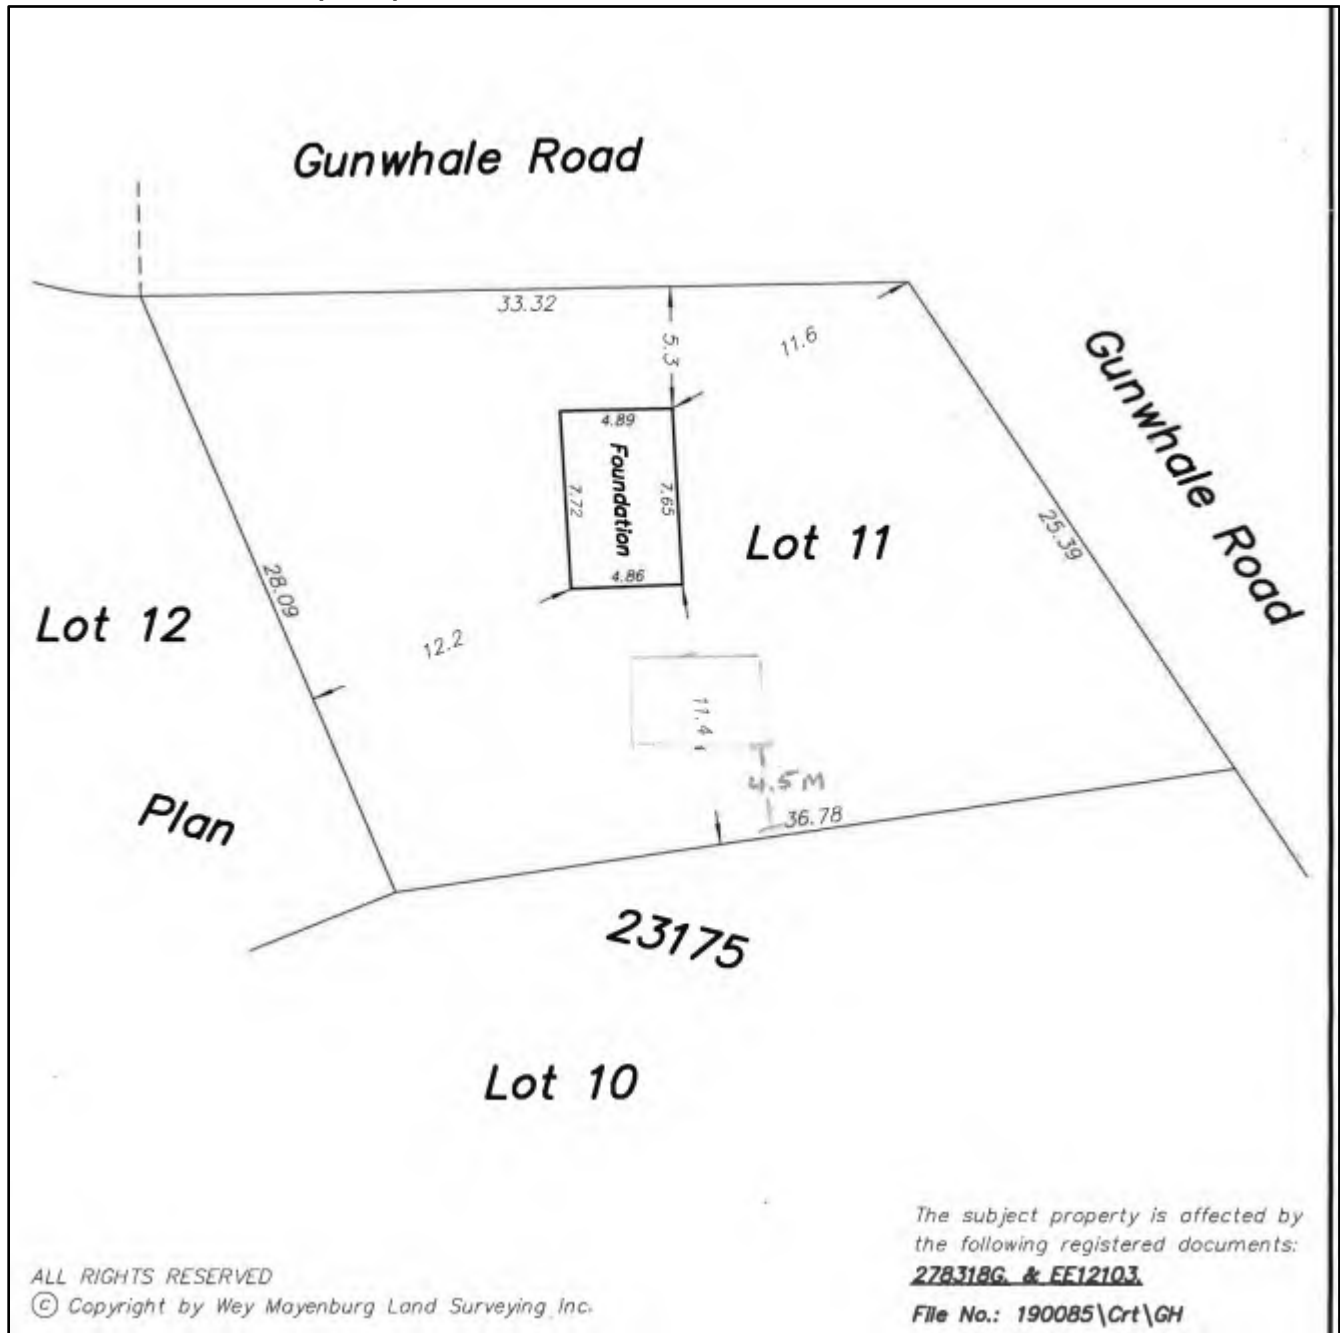 Gunwhale Road
33.32
5.3
11.6
Gunwhale Road
4.89
Foundation
7.72
7.65
4.86
Lot 11
25.39
28.09
Lot 12
12.2
11.4
4.5 M
36.78
Plan
23175
Lot 10
The subject property is affected by
the following registered documents:
278318G, & EE12103.
File No.: 190085\Crt\GH
ALL RIGHTS RESERVED
© Copyright by Wey Mayenburg Land Surveying Inc.